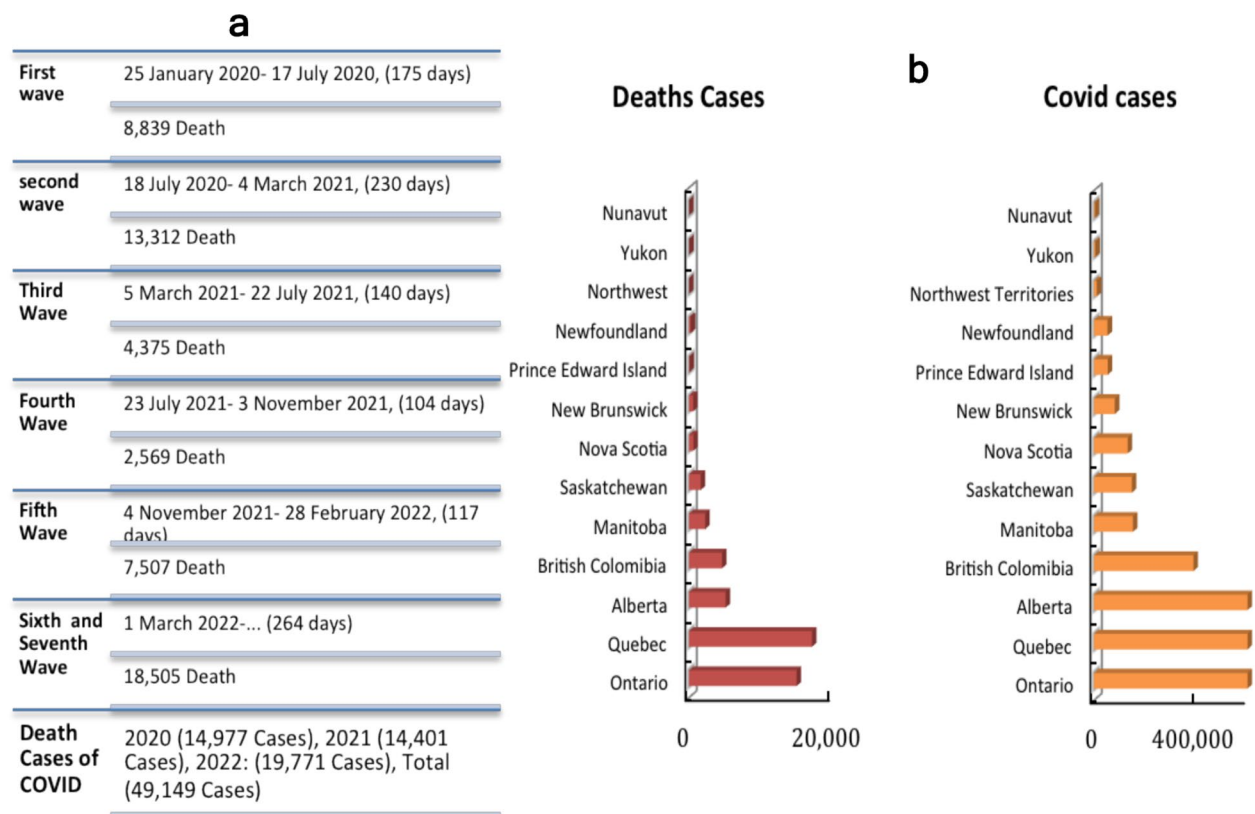 a
First
wave
25 January 2020- 17 July 2020, (175 days)
8,839 Death
second
wave
18 July 2020- 4 March 2021, (230 days)
13,312 Death
Third
Wave
5 March 2021- 22 July 2021, (140 days)
4,375 Death
Fourth
Wave
23 July 2021- 3 November 2021, (104 days)
2,569 Death
Fifth
Wave
4 November 2021- 28 February 2022, (117
days)
7,507 Death
Sixth and
Seventh
Wave
1 March 2022-... (264 days)
18,505 Death
Death
Cases of
COVID
2020 (14,977 Cases), 2021 (14,401
Cases), 2022: (19,771 Cases), Total
(49,149 Cases)
Deaths Cases
Nunavut
Yukon
Northwest
Newfoundland
Prince Edward Island
New Brunswick
Nova Scotia
Saskatchewan
Manitoba
British Colombibia
Alberta
Quebec
Ontario
0 20,000
b
Covid cases
Nunavut
Yukon
Northwest Territories
Newfoundland
Prince Edward Island
New Brunswick
Nova Scotia
Saskatchewan
Manitoba
British Colomibia
Alberta
Quebec
Ontario
0 400,000